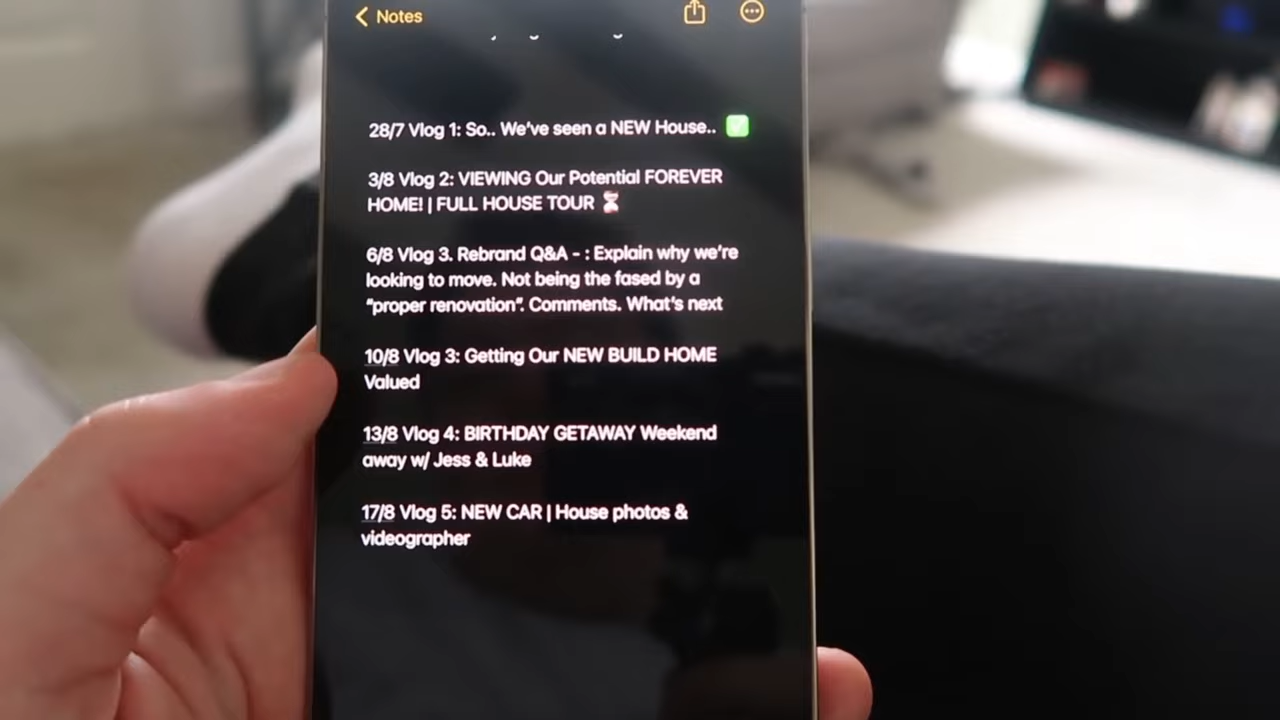 Notes
28/7 Vlog 1: So.. We've seen a NEW House.. ✅
3/8 Vlog 2: VIEWING Our Potential FOREVER
HOME! | FULL HOUSE TOUR ⏳
6/8 Vlog 3. Rebrand Q&A - : Explain why we're
looking to move. Not being the fased by a
“proper renovation”. Comments. What's next
10/8 Vlog 3: Getting Our NEW BUILD HOME
Valued
13/8 Vlog 4: BIRTHDAY GETAWAY Weekend
away w/ Jess & Luke
17/8 Vlog 5: NEW CAR | House photos &
videographer